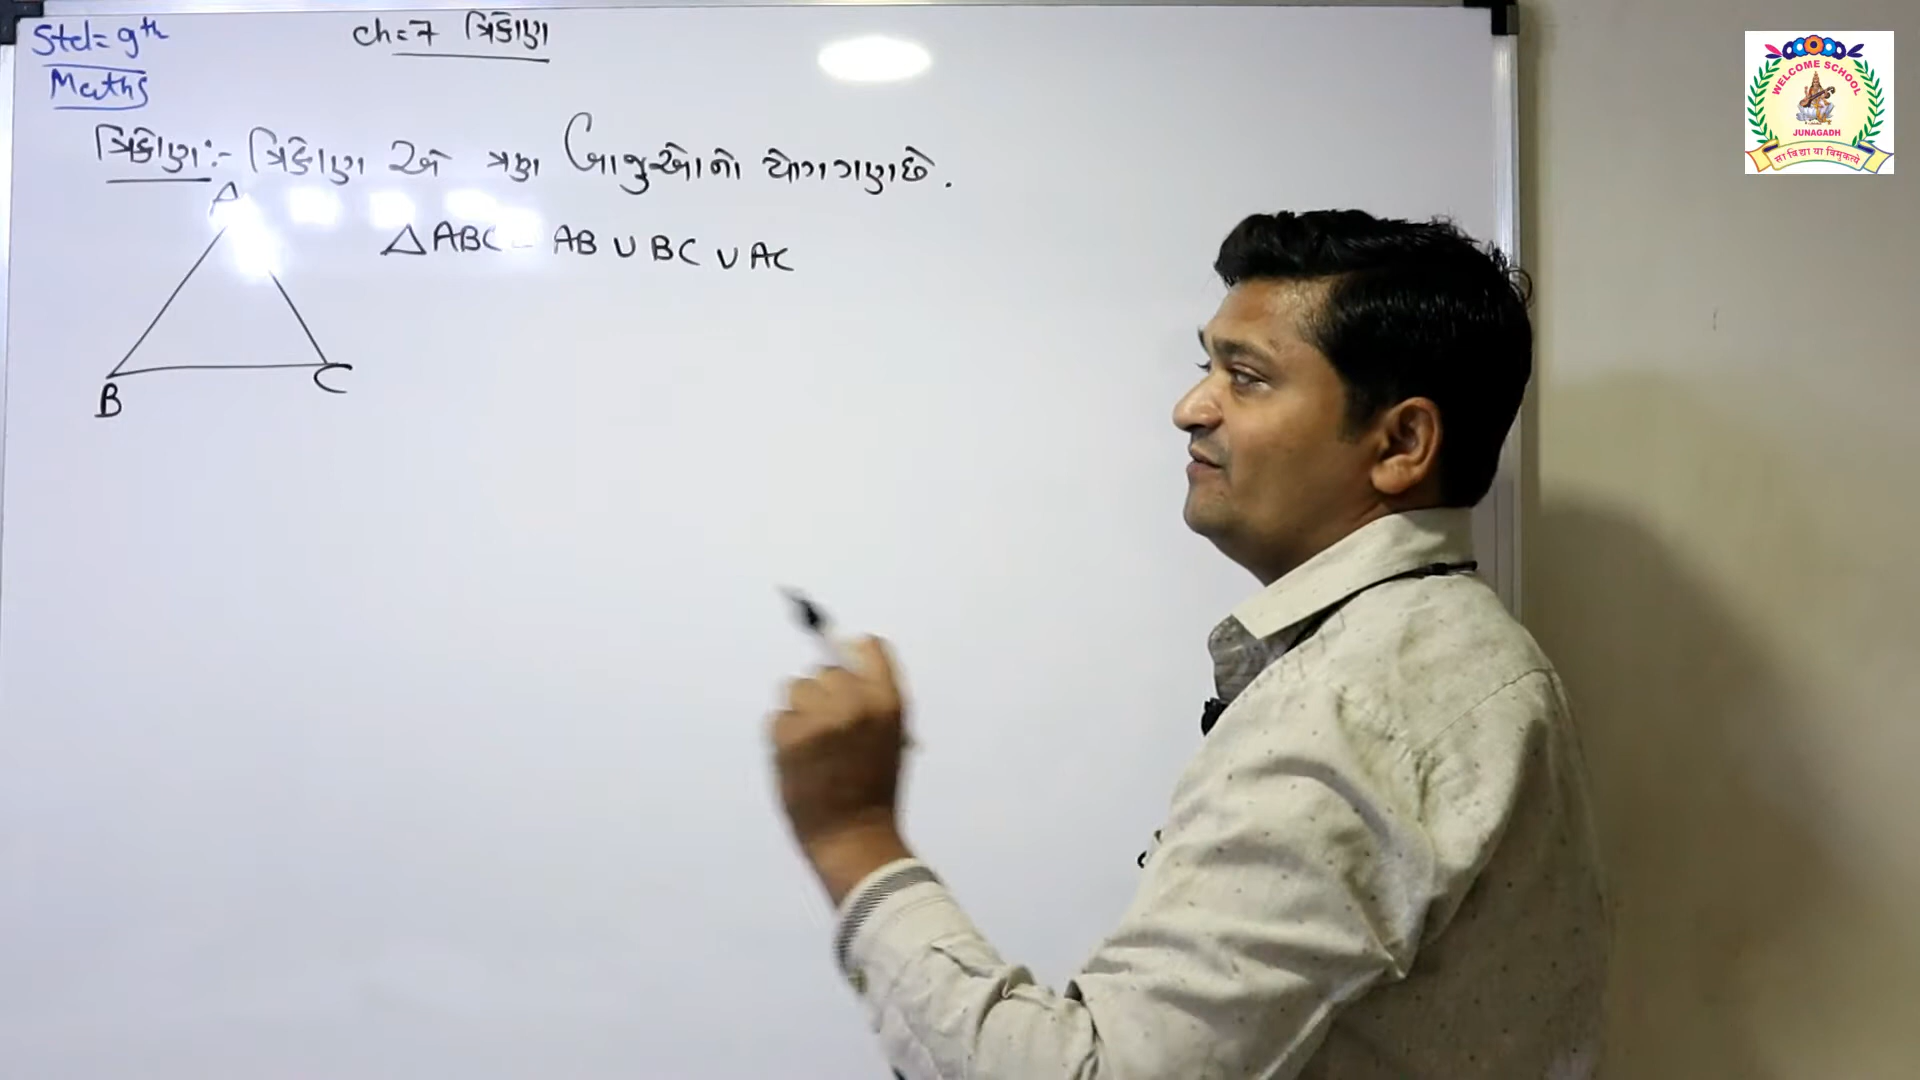 Std = 9th
Maths
ch = 7 ત્રિકોણ
ત્રિકોણ :- ત્રિકોણ એ ત્રણ બાજુઓનો યોગગણ છે.
A
△ABC = AB ∪ BC ∪ AC
B
C
WELCOME SCHOOL
JUNAGADH
सा विद्या या विमुक्तये